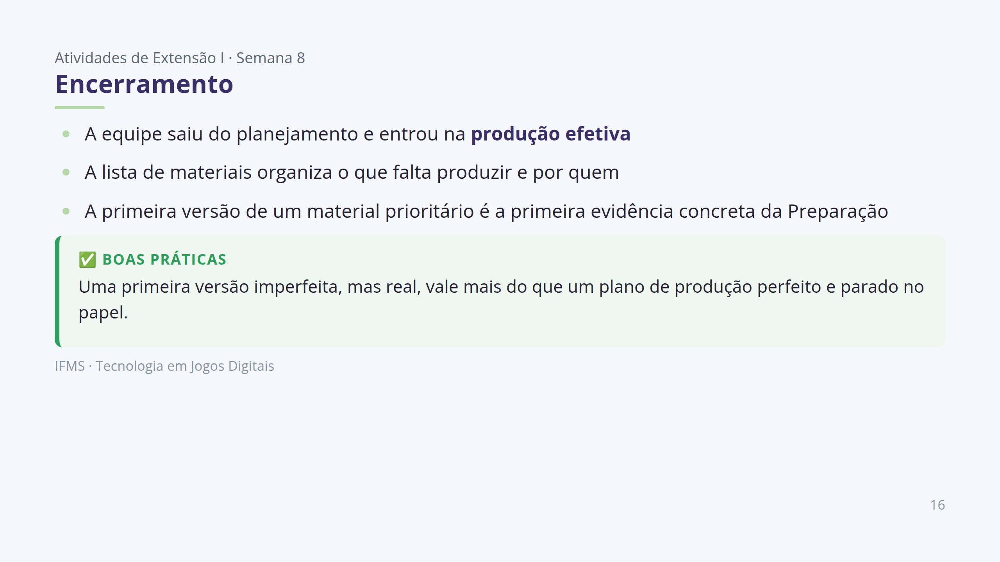 Atividades de Extensão I · Semana 8
Encerramento
A equipe saiu do planejamento e entrou na produção efetiva
A lista de materiais organiza o que falta produzir e por quem
A primeira versão de um material prioritário é a primeira evidência concreta da Preparação
✅ BOAS PRÁTICAS
Uma primeira versão imperfeita, mas real, vale mais do que um plano de produção perfeito e parado no
papel.
IFMS · Tecnologia em Jogos Digitais
16